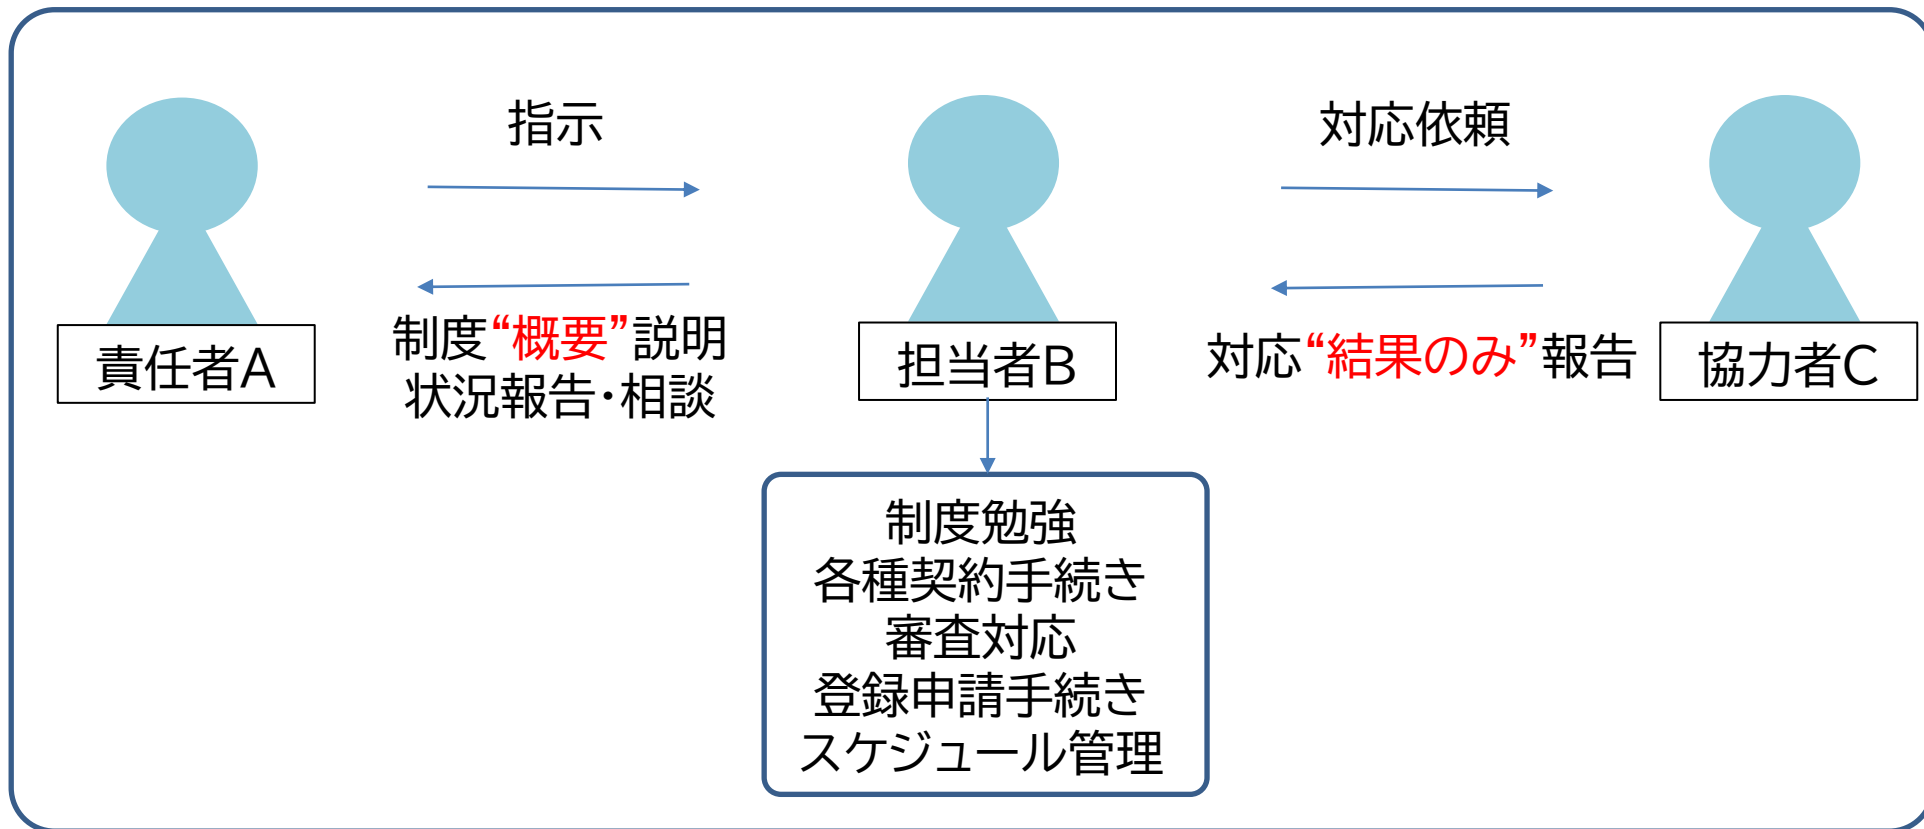 指示
対応依頼
制度“概要”説明
状況報告・相談
対応“結果のみ”報告
責任者A
担当者B
協力者C
制度勉強
各種契約手続き
審査対応
登録申請手続き
スケジュール管理